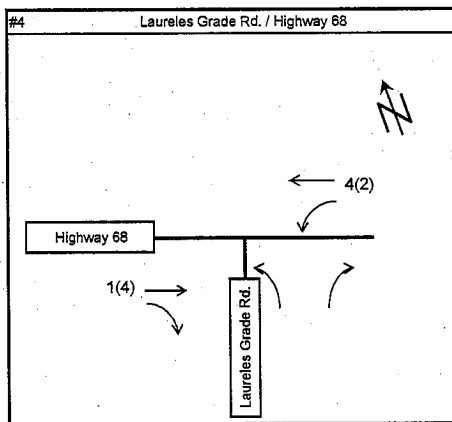 #4 Laureles Grade Rd. / Highway 68
N
4(2)
Highway 68
1(4)
Laureles Grade Rd.